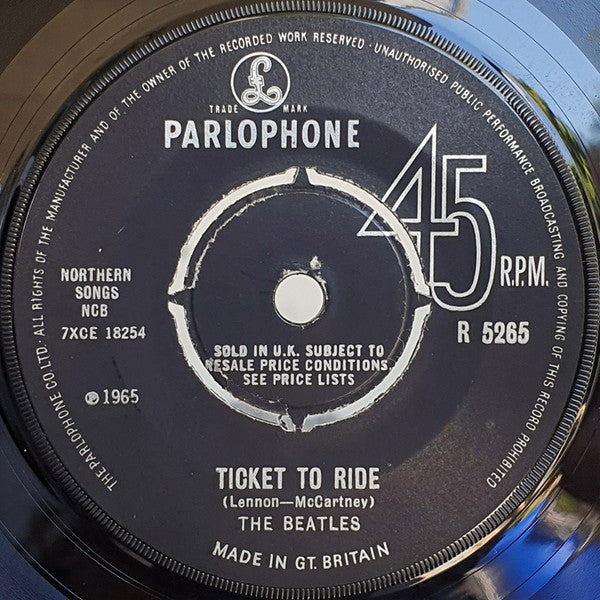 THE PARLOPHONE CO LTD · ALL RIGHTS OF THE MANUFACTURER AND OF THE OWNER OF THE RECORDED WORK RESERVED · UNAUTHORISED PUBLIC PERFORMANCE BROADCASTING AND COPYING OF THIS RECORD PROHIBITED
£
TRADE MARK
PARLOPHONE
45 R.P.M.
NORTHERN
SONGS
NCB
7XCE 18254
R 5265
℗ 1965
SOLD IN U.K. SUBJECT TO
RESALE PRICE CONDITIONS,
SEE PRICE LISTS
TICKET TO RIDE
(Lennon—McCartney)
THE BEATLES
MADE IN GT. BRITAIN